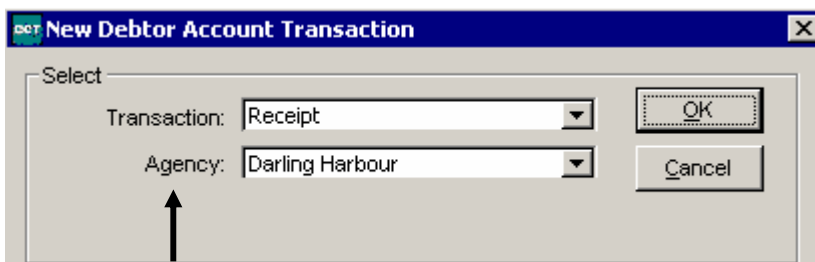 DCT New Debtor Account Transaction
Select
Transaction: Receipt
OK
Agency: Darling Harbour
Cancel